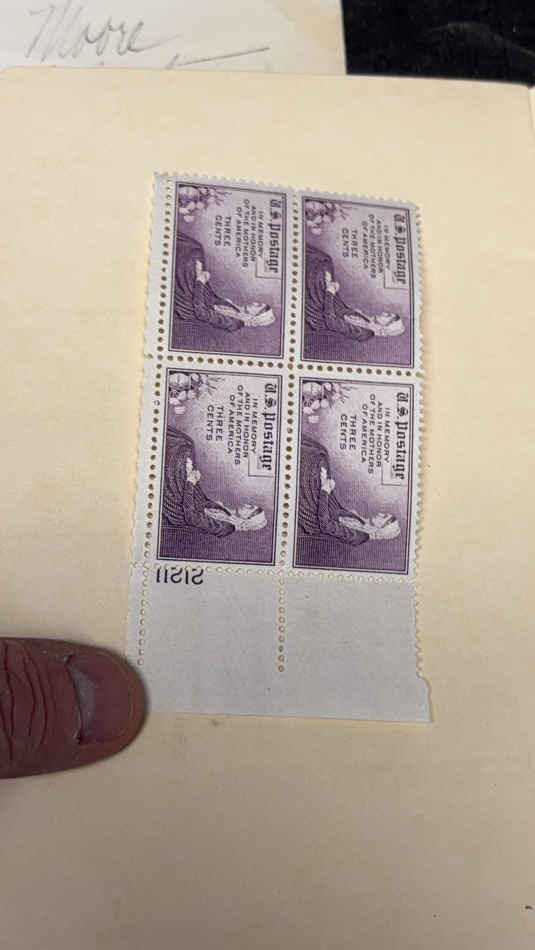 Moore
U.S. Postage
IN MEMORY
AND IN HONOR
OF THE MOTHERS
OF AMERICA
THREE
CENTS
U.S. Postage
IN MEMORY
AND IN HONOR
OF THE MOTHERS
OF AMERICA
THREE
CENTS
U.S. Postage
IN MEMORY
AND IN HONOR
OF THE MOTHERS
OF AMERICA
THREE
CENTS
U.S. Postage
IN MEMORY
AND IN HONOR
OF THE MOTHERS
OF AMERICA
THREE
CENTS
21211